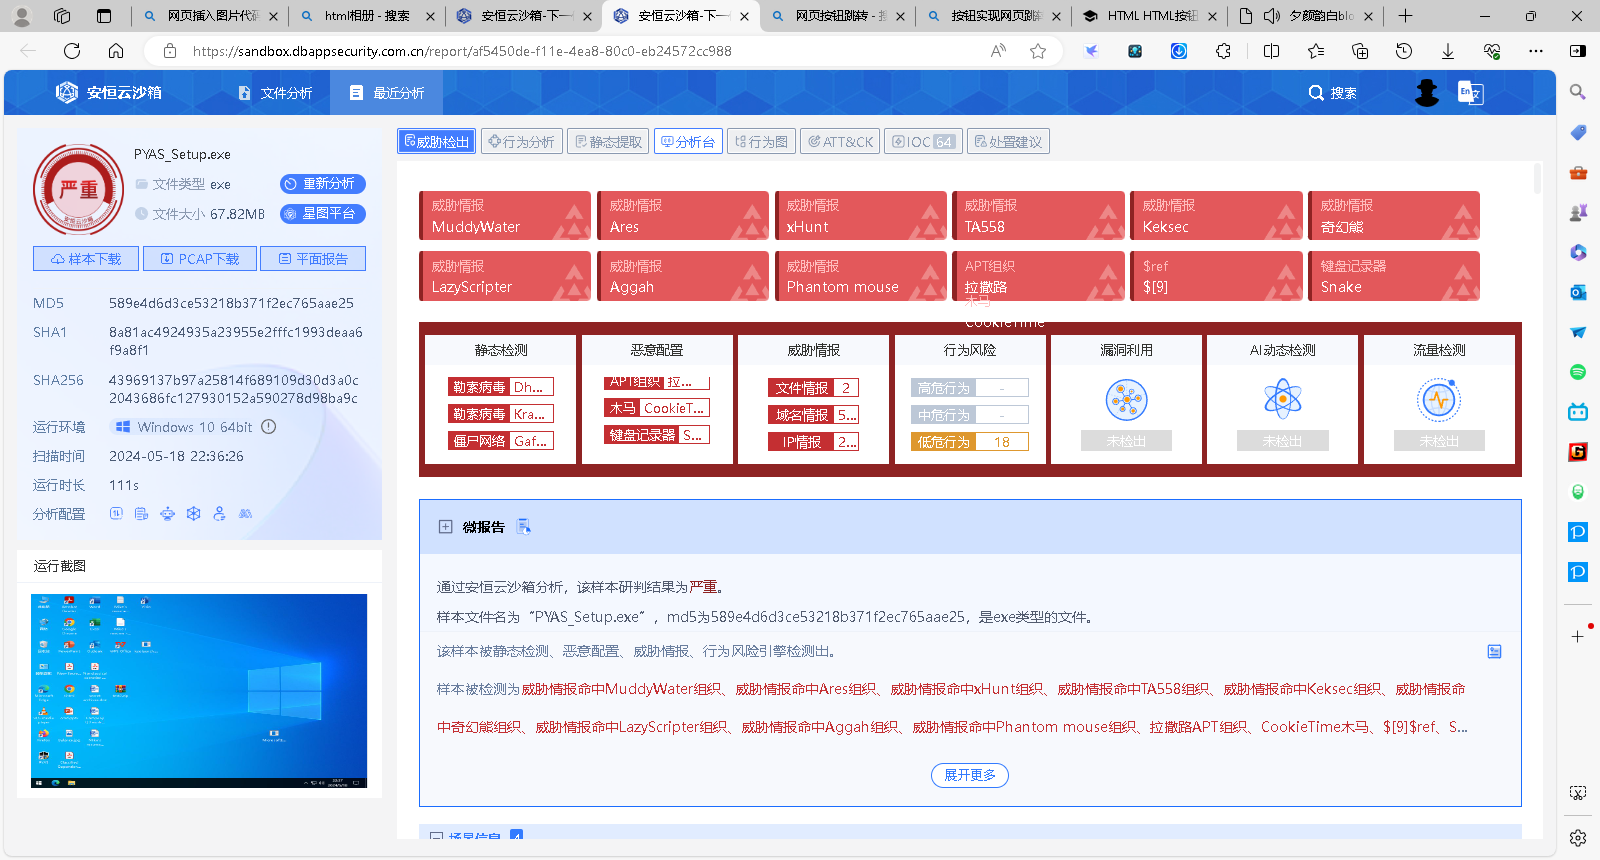 网页插入图片代码
html相册 - 搜索
安恒云沙箱-下一
安恒云沙箱-下一
网页按钮跳转 - 搜
按钮实现网页跳转
HTML HTML按钮
夕颜韵白blo
https://sandbox.dbappsecurity.com.cn/report/af5450de-f11e-4ea8-80c0-eb24572cc988
安恒云沙箱
文件分析
最近分析
搜索
严重
PYAS_Setup.exe
文件类型 exe
重新分析
文件大小 67.82MB
星图平台
样本下载
PCAP下载
平面报告
MD5 589e4d6d3ce53218b371f2ec765aae25
SHA1 8a81ac4924935a23955e2fffc1993deaa6
f9a8f1
SHA256 43969137b97a25814f689109d30d3a0c
2043686fc127930152a590278d98ba9c
运行环境 Windows 10 64bit
扫描时间 2024-05-18 22:36:26
运行时长 111s
分析配置
运行截图
威胁检出
行为分析
静态提取
分析台
行为图
ATT&CK
IOC 64
处置建议
威胁情报
MuddyWater
威胁情报
Ares
威胁情报
xHunt
威胁情报
TA558
威胁情报
Keksec
威胁情报
奇幻熊
威胁情报
LazyScripter
威胁情报
Aggah
威胁情报
Phantom mouse
APT组织
拉撒路
木马
CookieTime
$ref
$[9]
键盘记录器
Snake
静态检测
勒索病毒 Dh...
勒索病毒 Kra...
僵尸网络 Gaf...
恶意配置
APT组织 拉...
木马 CookieT...
键盘记录器 S...
威胁情报
文件情报 2
域名情报 5...
IP情报 2...
行为风险
高危行为 -
中危行为 -
低危行为 18
漏洞利用
未检出
AI动态检测
未检出
流量检测
未检出
微报告
通过安恒云沙箱分析，该样本研判结果为严重。
样本文件名为“PYAS_Setup.exe”，md5为589e4d6d3ce53218b371f2ec765aae25，是exe类型的文件。
该样本被静态检测、恶意配置、威胁情报、行为风险引擎检测出。
样本被检测为威胁情报命中MuddyWater组织、威胁情报命中Ares组织、威胁情报命中xHunt组织、威胁情报命中TA558组织、威胁情报命中Keksec组织、威胁情报命
中奇幻熊组织、威胁情报命中LazyScripter组织、威胁情报命中Aggah组织、威胁情报命中Phantom mouse组织、拉撒路APT组织、CookieTime木马、$[9]$ref、S...
展开更多
场景信息 4